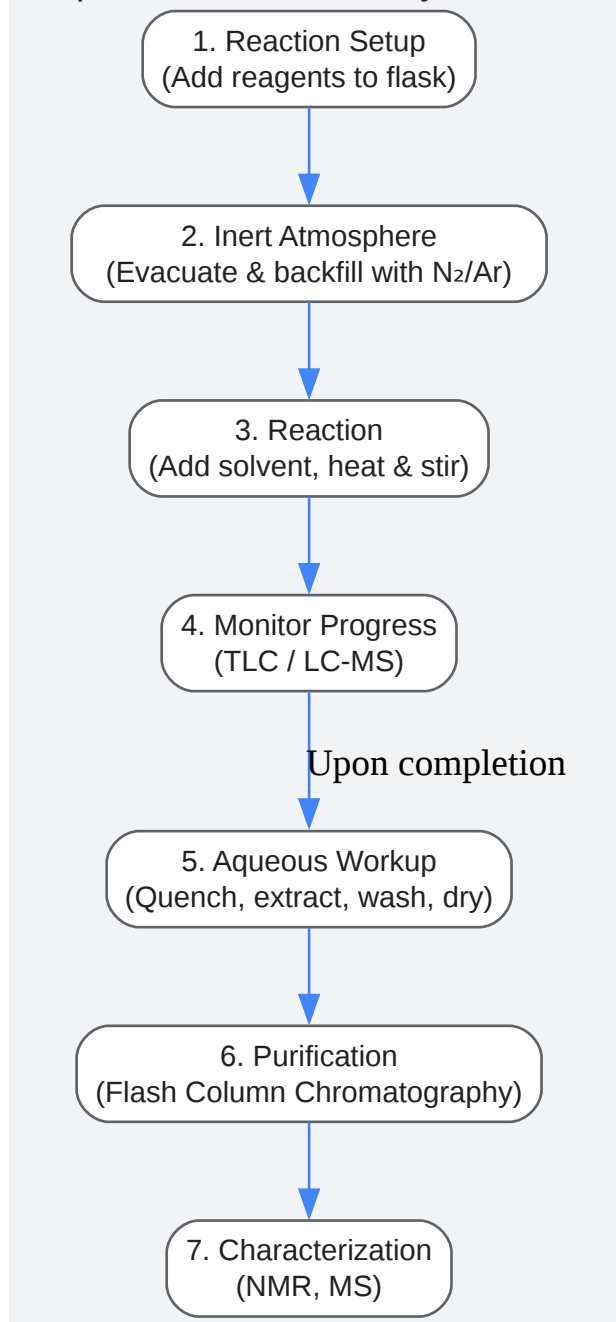 1. Reaction Setup
(Add reagents to flask)
2. Inert Atmosphere
(Evacuate & backfill with N₂/Ar)
3. Reaction
(Add solvent, heat & stir)
4. Monitor Progress
(TLC / LC-MS)
Upon completion
5. Aqueous Workup
(Quench, extract, wash, dry)
6. Purification
(Flash Column Chromatography)
7. Characterization
(NMR, MS)